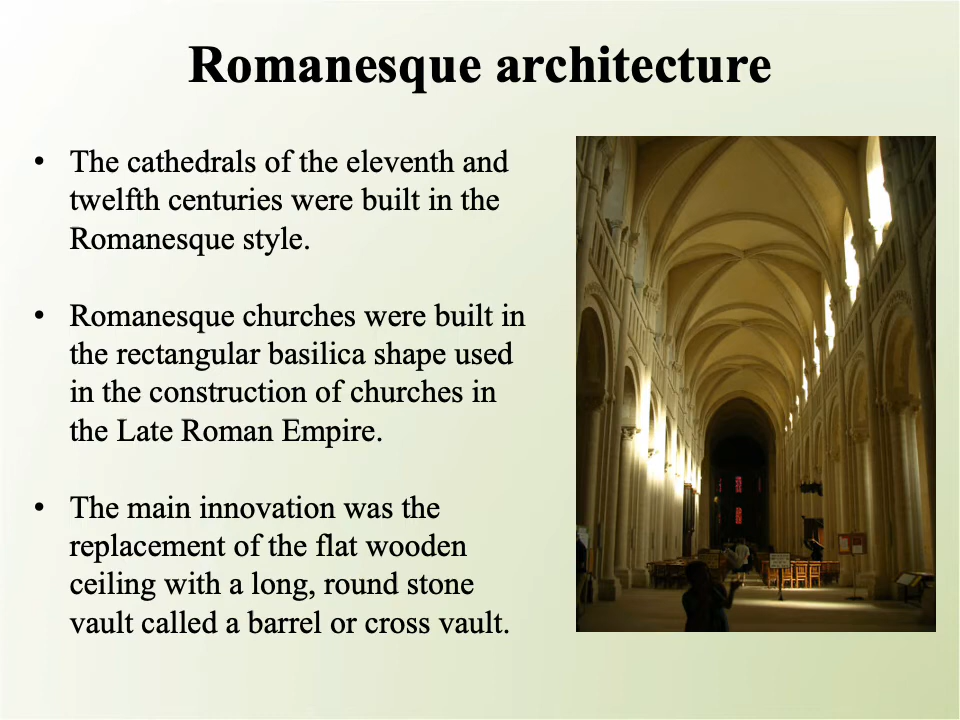 Romanesque architecture
• The cathedrals of the eleventh and
twelfth centuries were built in the
Romanesque style.
• Romanesque churches were built in
the rectangular basilica shape used
in the construction of churches in
the Late Roman Empire.
• The main innovation was the
replacement of the flat wooden
ceiling with a long, round stone
vault called a barrel or cross vault.